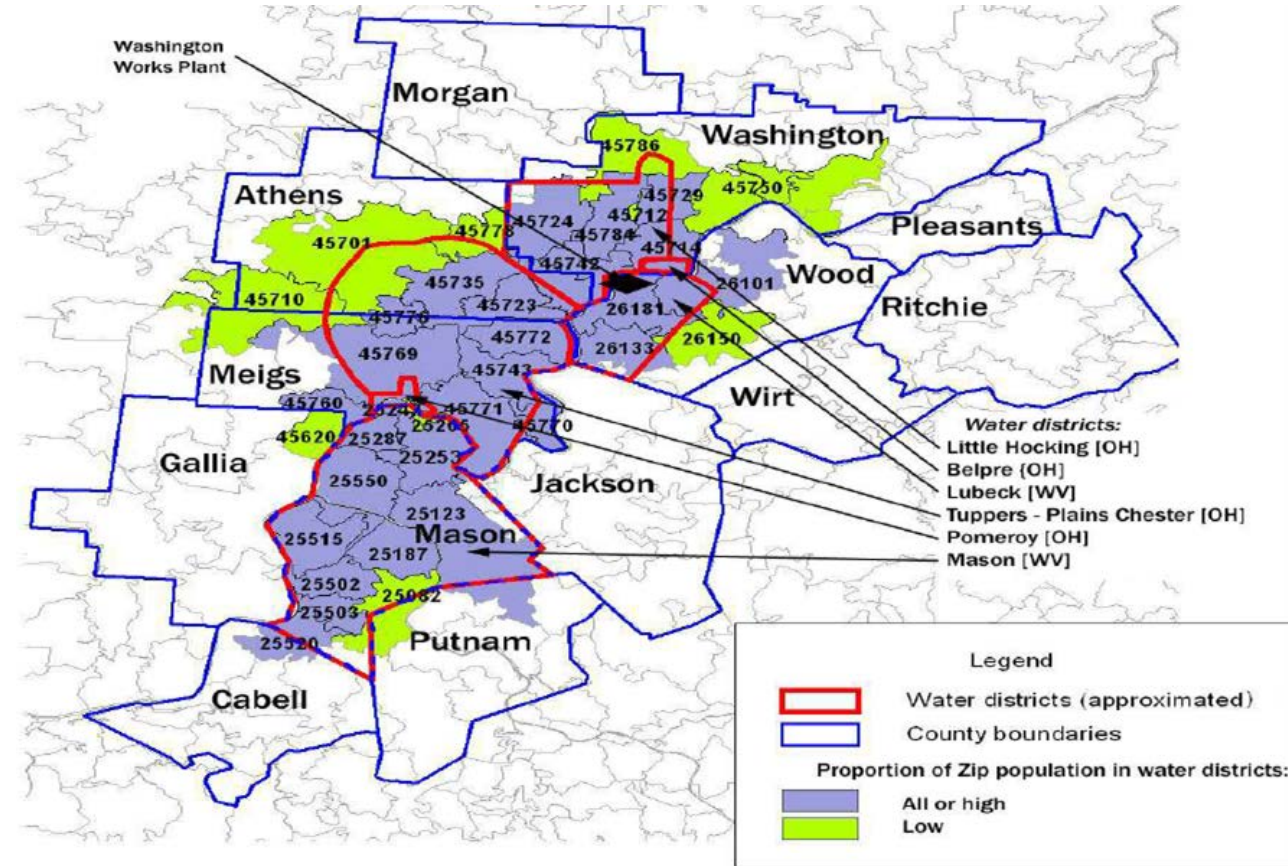 Washington
Works Plant
Morgan
Washington
45786
Athens
45750
45729
45724
45712
Pleasants
45701
45778
45784
45714
45742
Wood
26101
45735
45710
45723
26181
Ritchie
45776
45772
26133
26150
45769
Meigs
45743
Wirt
45760
45771
45770
45620
25287
25265
Gallia
25253
25550
Jackson
25123
Mason
25515
25187
25502
25082
25503
25520
Putnam
Cabell
Water districts:
Little Hocking [OH]
Belpre (OH]
Lubeck [WV]
Tuppers - Plains Chester [OH]
Pomeroy [OH]
Mason [WV]
Legend
Water districts (approximated)
County boundaries
Proportion of Zip population in water districts:
All or high
Low